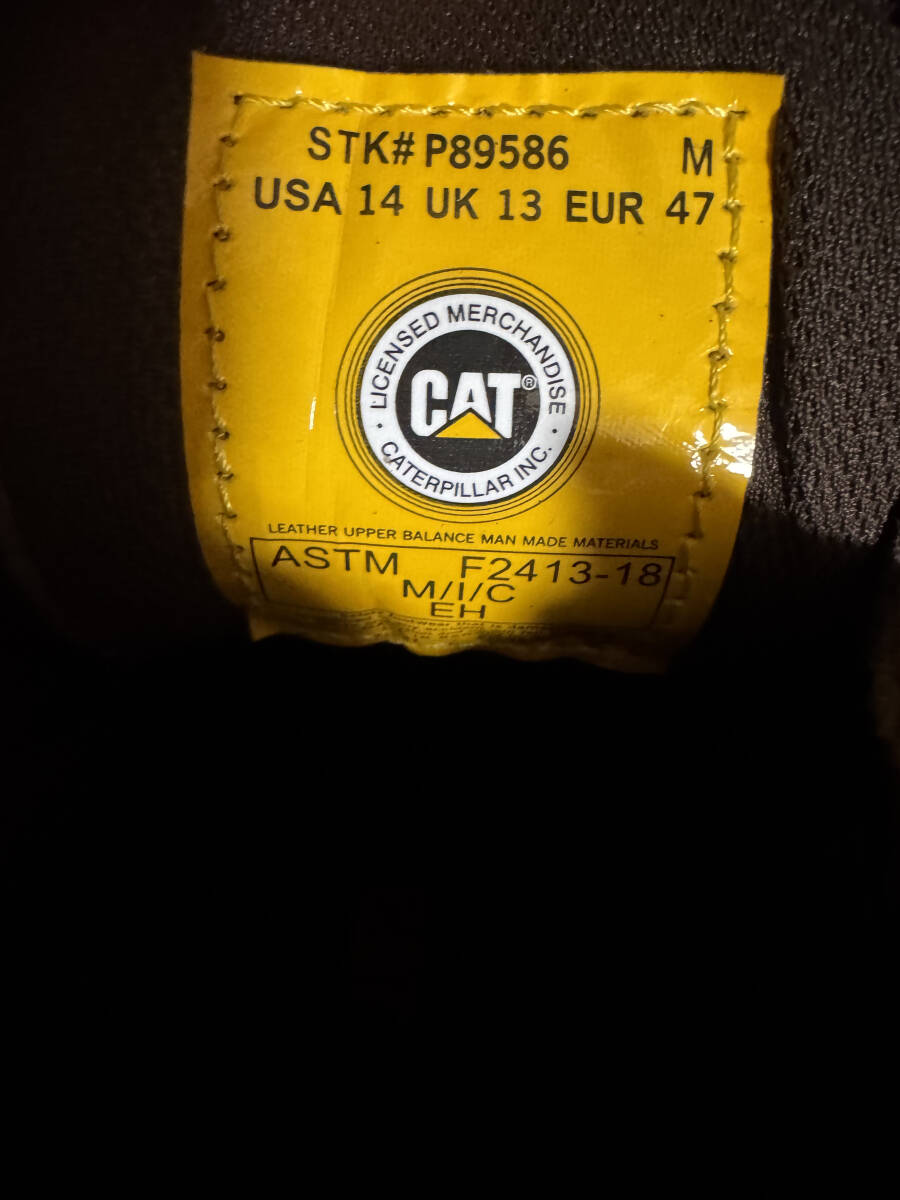 STK# P89586 M
USA 14 UK 13 EUR 47
LICENSED MERCHANDISE
CAT®
· CATERPILLAR INC. ·
LEATHER UPPER BALANCE MAN MADE MATERIALS
ASTM F2413-18
M/I/C
EH